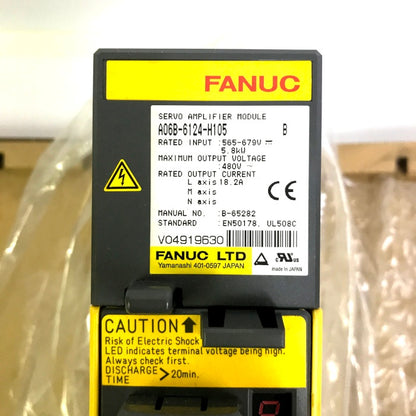 FANUC
SERVO AMPLIFIER MODULE
A06B-6124-H105 B
RATED INPUT :565-679V ⎓
5.8kW
MAXIMUM OUTPUT VOLTAGE
:480V ~
RATED OUTPUT CURRENT
L axis 18.2A
M axis
N axis
MANUAL NO. :B-65282
STANDARD :EN50178, UL508C
V04919630
FANUC LTD
Yamanashi 401-0597 JAPAN
CE
made in JAPAN
CAUTION
Risk of Electric Shock
LED indicates terminal voltage being high.
Always check first.
DISCHARGE > 20min.
TIME